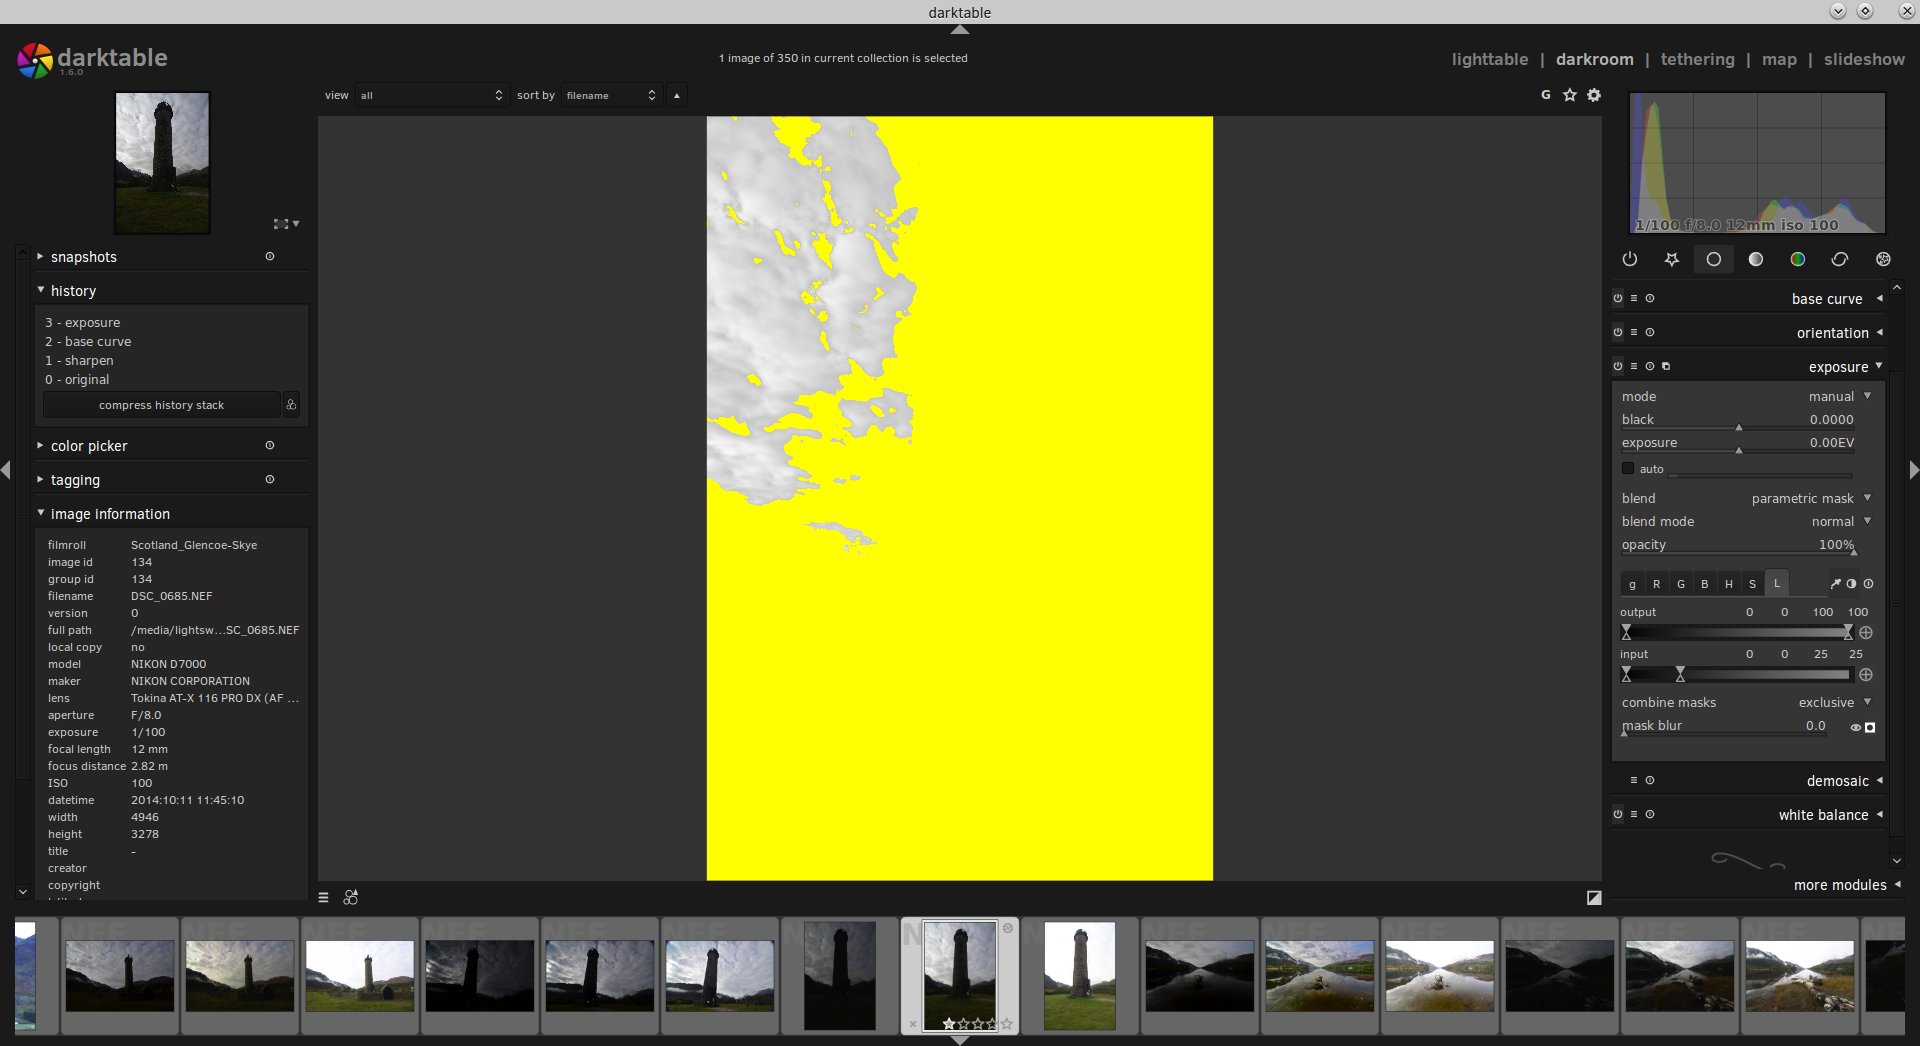 darktable
darktable
1.6.0
1 image of 350 in current collection is selected
lighttable | darkroom | tethering | map | slideshow
view all sort by filename
G
1/100 f/8.0 12mm iso 100
snapshots
history
3 - exposure
2 - base curve
1 - sharpen
0 - original
compress history stack
color picker
tagging
image information
filmroll Scotland_Glencoe-Skye
image id 134
group id 134
filename DSC_0685.NEF
version 0
full path /media/lightsw...SC_0685.NEF
local copy no
model NIKON D7000
maker NIKON CORPORATION
lens Tokina AT-X 116 PRO DX (AF ...
aperture F/8.0
exposure 1/100
focal length 12 mm
focus distance 2.82 m
ISO 100
datetime 2014:10:11 11:45:10
width 4946
height 3278
title -
creator
copyright
base curve
orientation
exposure
mode manual
black 0.0000
exposure 0.00EV
auto
blend parametric mask
blend mode normal
opacity 100%
g R G B H S L
output 0 0 100 100
input 0 0 25 25
combine masks exclusive
mask blur 0.0
demosaic
white balance
more modules